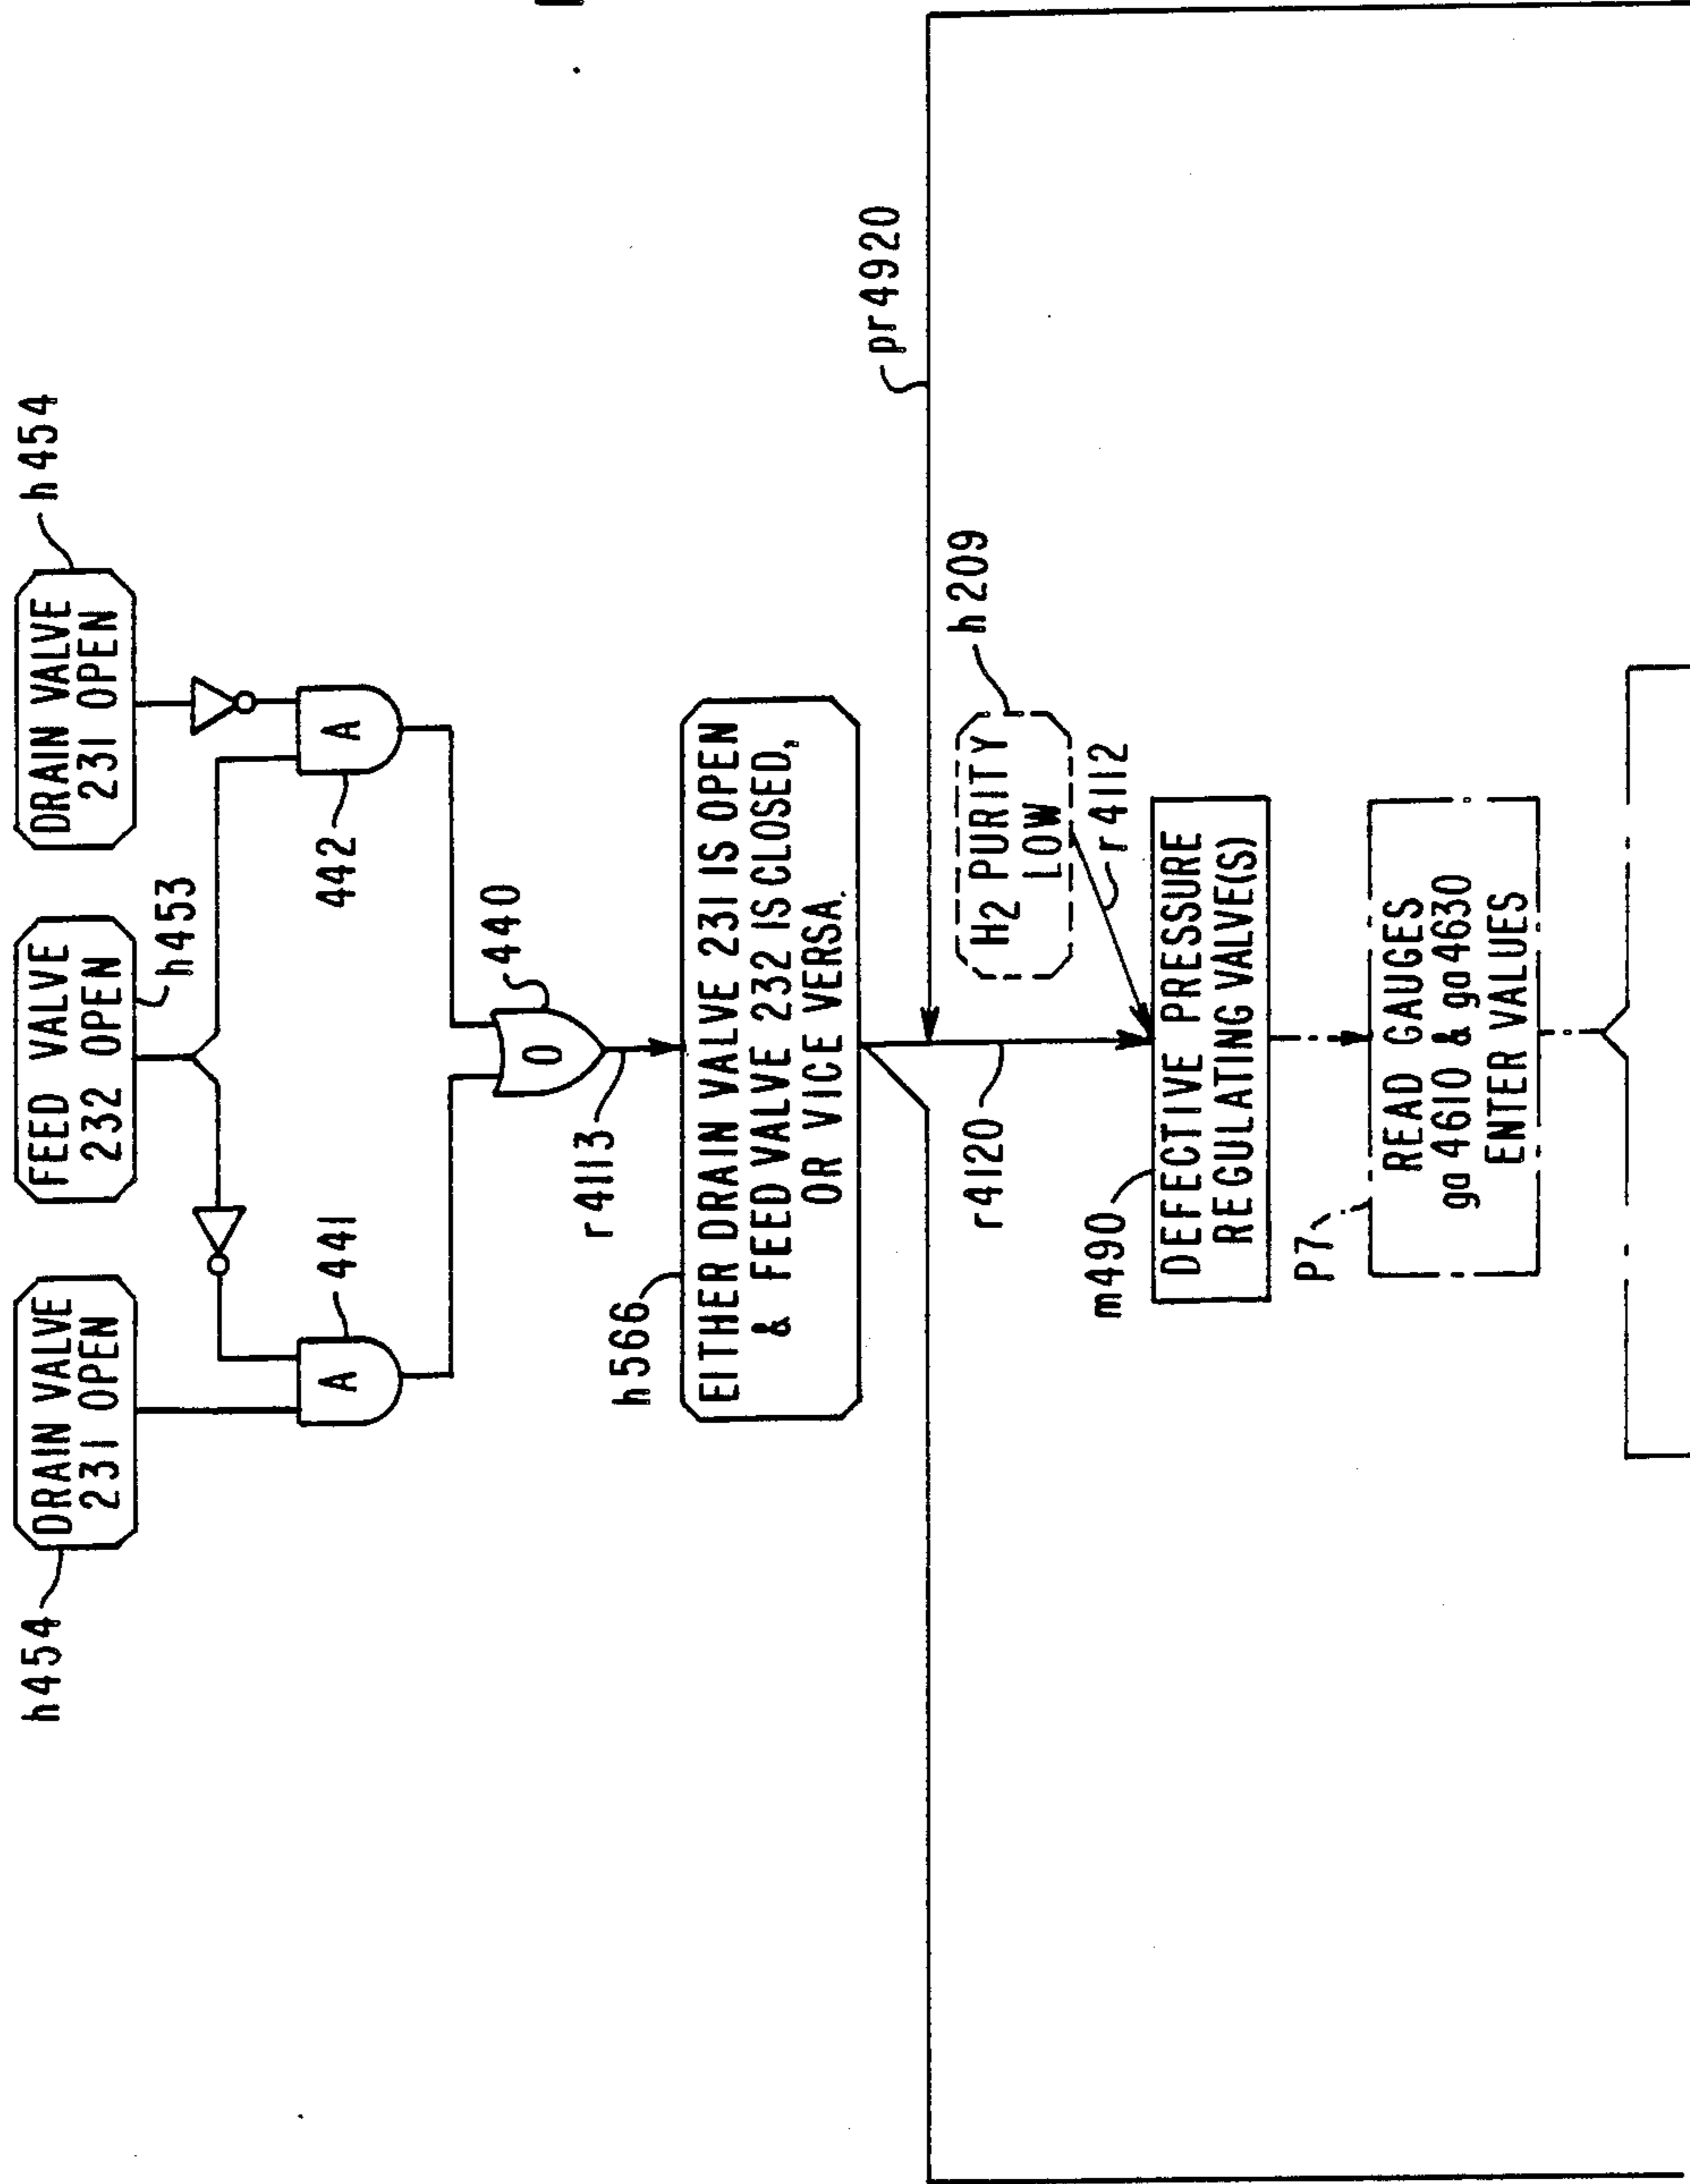 h454
DRAIN VALVE
231 OPEN
FEED VALVE
232 OPEN
h453
DRAIN VALVE
231 OPEN
h454
A
441
A
442
O
440
r4113
h566
EITHER DRAIN VALVE 231 IS OPEN
& FEED VALVE 232 IS CLOSED,
OR VICE VERSA.
pr4920
r4120
H2 PURITY
LOW
h209
r4112
m490
DEFECTIVE PRESSURE
REGULATING VALVE(S)
P7
READ GAUGES
ga 4610 & ga4630
ENTER VALUES